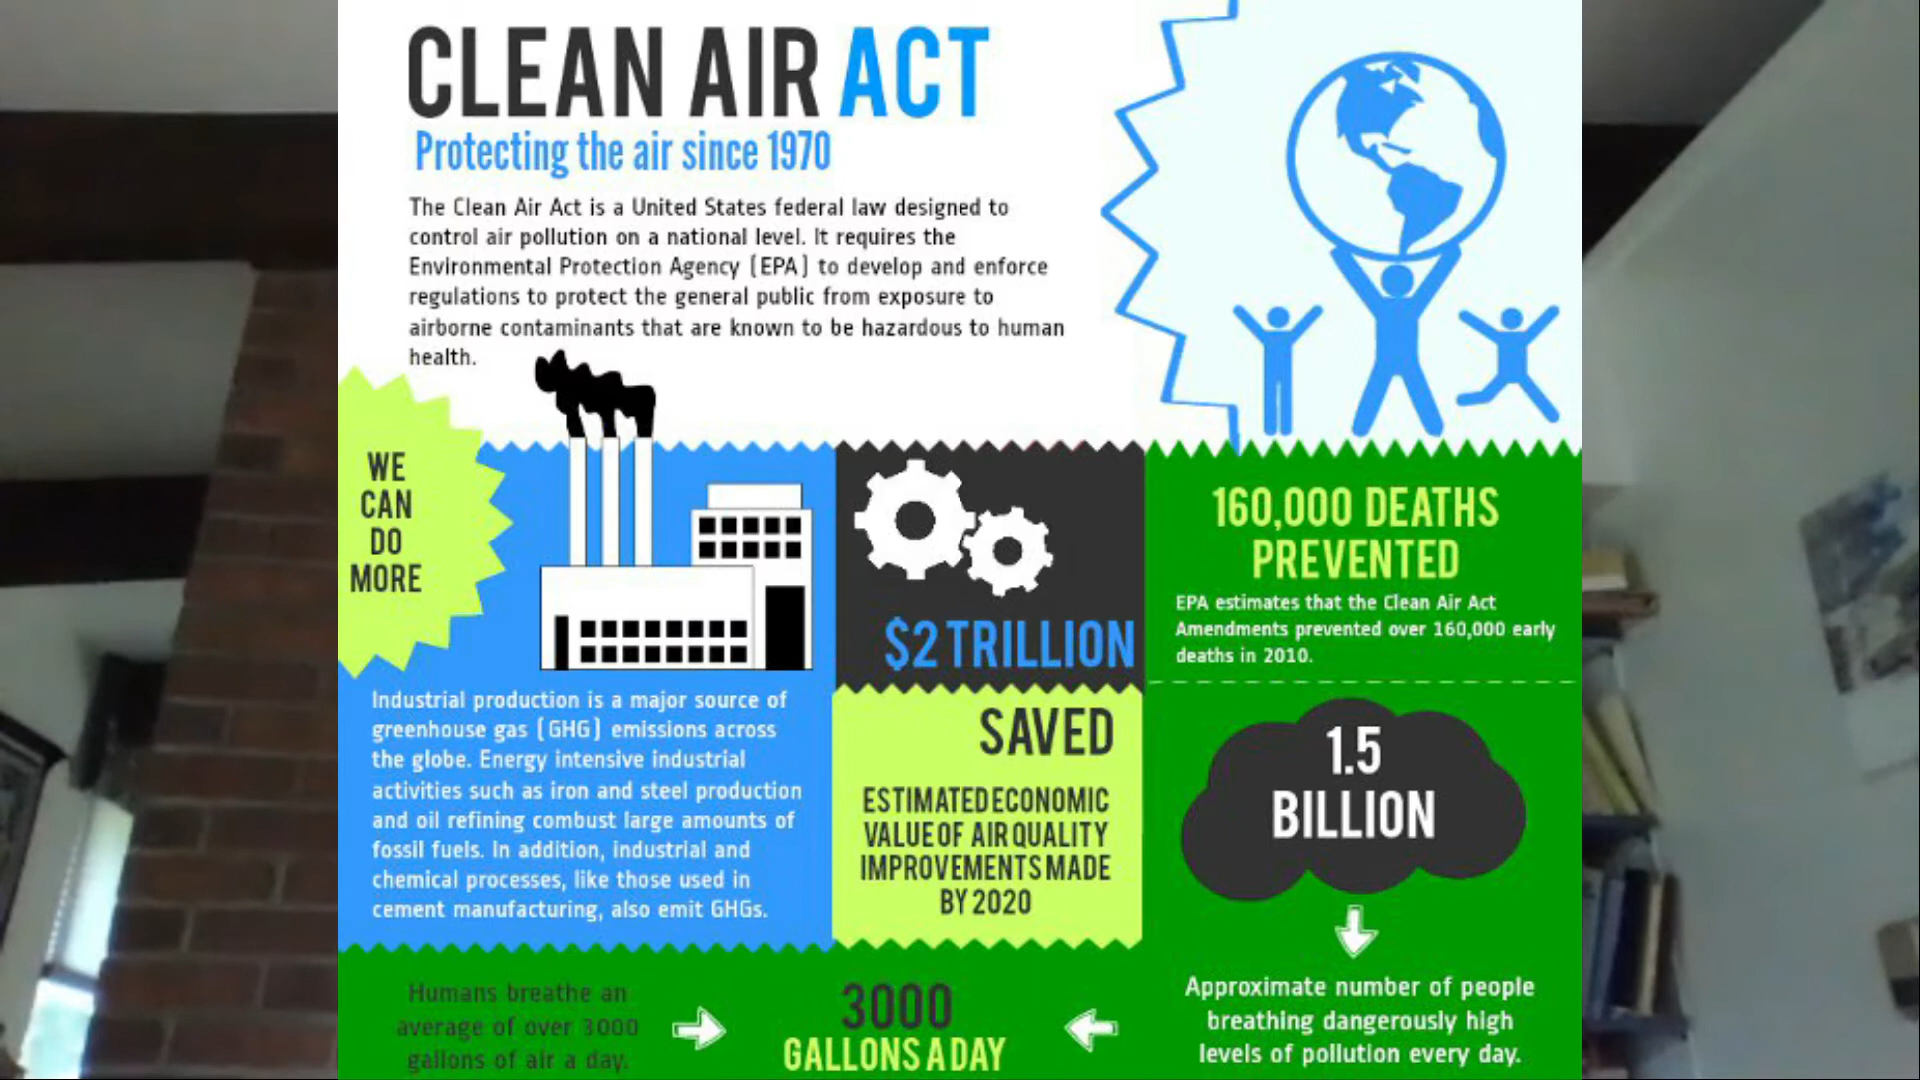 CLEAN AIR ACT
Protecting the air since 1970
The Clean Air Act is a United States federal law designed to
control air pollution on a national level. It requires the
Environmental Protection Agency (EPA) to develop and enforce
regulations to protect the general public from exposure to
airborne contaminants that are known to be hazardous to human
health.
WE
CAN
DO
MORE
Industrial production is a major source of
greenhouse gas (GHG) emissions across
the globe. Energy intensive industrial
activities such as iron and steel production
and oil refining combust large amounts of
fossil fuels. In addition, industrial and
chemical processes, like those used in
cement manufacturing, also emit GHGs.
$2 TRILLION
SAVED
ESTIMATED ECONOMIC
VALUE OF AIR QUALITY
IMPROVEMENTS MADE
BY 2020
160,000 DEATHS
PREVENTED
EPA estimates that the Clean Air Act
Amendments prevented over 160,000 early
deaths in 2010.
1.5
BILLION
Approximate number of people
breathing dangerously high
levels of pollution every day.
Humans breathe an
average of over 3000
gallons of air a day.
3000
GALLONS A DAY